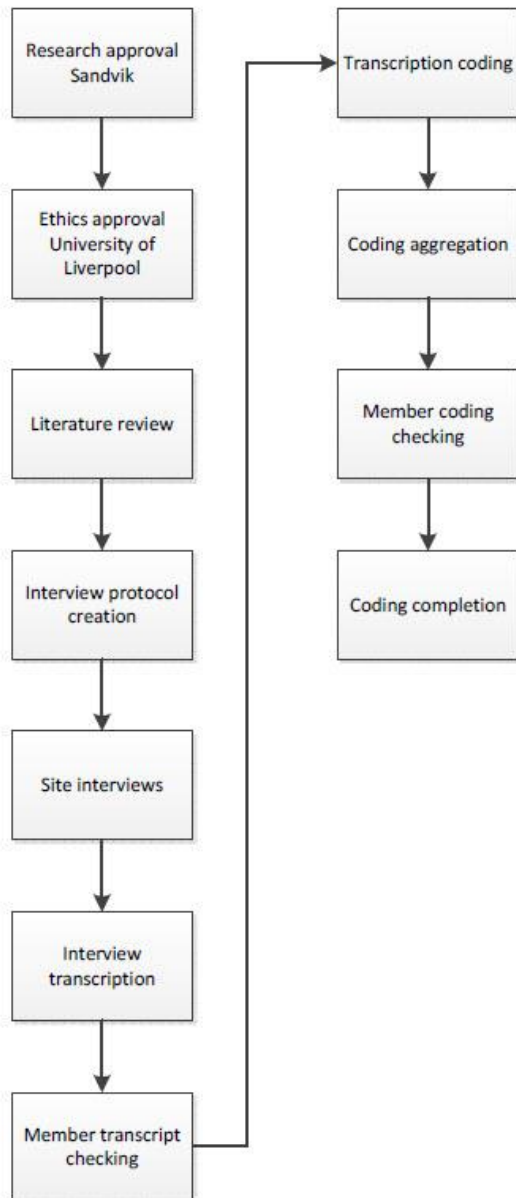 Research approval
Sandvik
Ethics approval
University of
Liverpool
Literature review
Interview protocol
creation
Site interviews
Interview
transcription
Member transcript
checking
Transcription coding
Coding aggregation
Member coding
checking
Coding completion